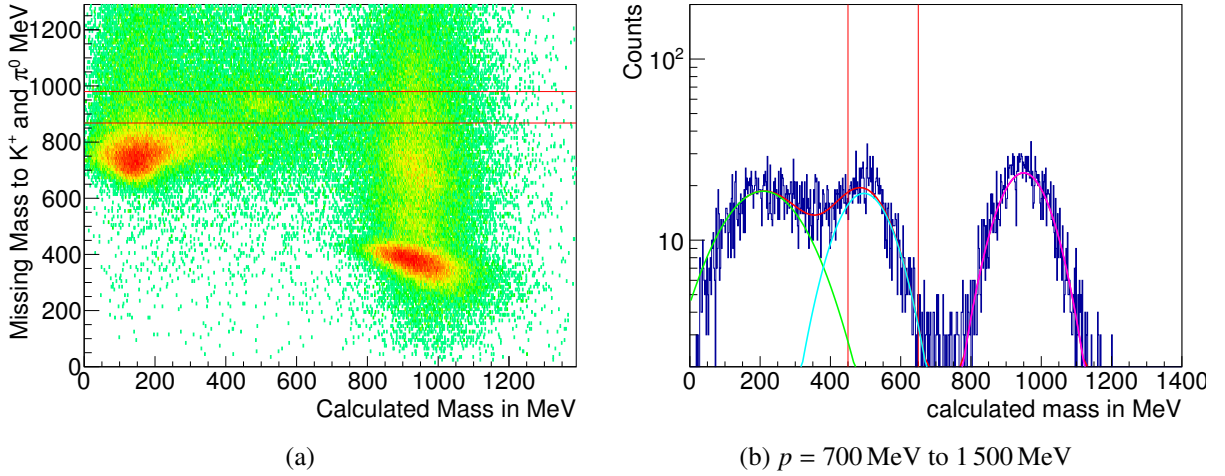 Missing Mass to K⁺ and π⁰ MeV
1200
1000
800
600
400
200
0
0 200 400 600 800 1000 1200
Calculated Mass in MeV
(a)
Counts
10²
10
0 200 400 600 800 1000 1200 1400
calculated mass in MeV
(b) p = 700 MeV to 1 500 MeV